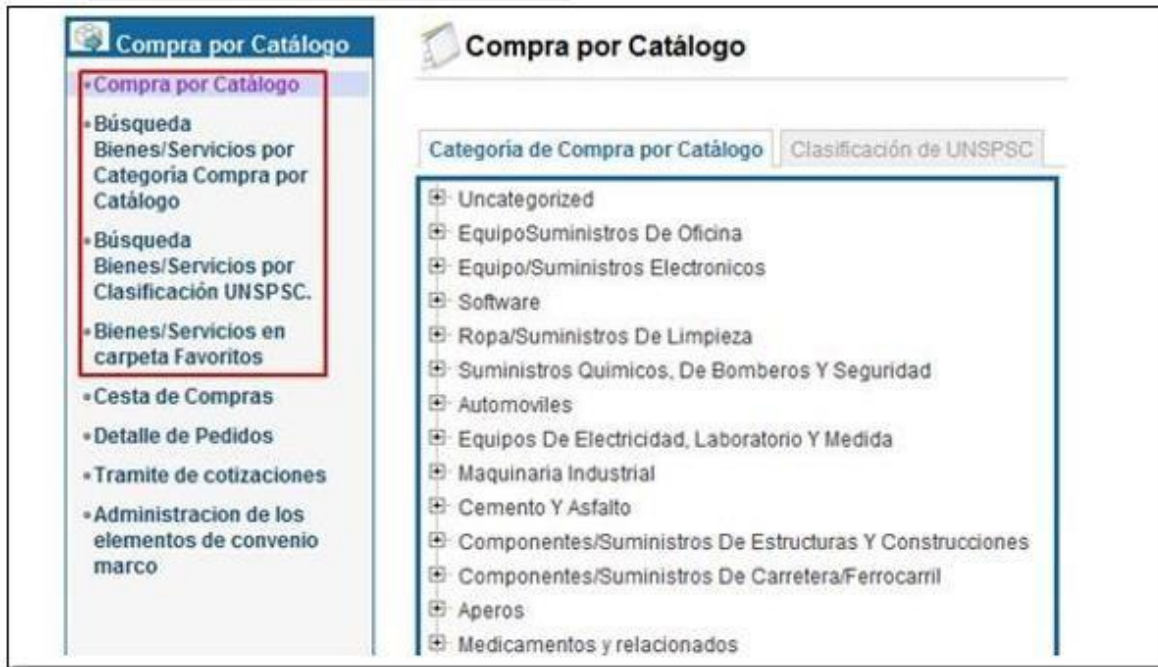 Compra por Catálogo
Compra por Catálogo
Búsqueda
Bienes/Servicios por
Categoría Compra por
Catálogo
Búsqueda
Bienes/Servicios por
Clasificación UNSPSC.
Bienes/Servicios en
carpeta Favoritos
Cesta de Compras
Detalle de Pedidos
Tramite de cotizaciones
Administracion de los
elementos de convenio
marco
Compra por Catálogo
Categoría de Compra por Catálogo
Clasificación de UNSPSC
Uncategorized
EquipoSuministros De Oficina
Equipo/Suministros Electronicos
Software
Ropa/Suministros De Limpieza
Suministros Quimicos, De Bomberos Y Seguridad
Automoviles
Equipos De Electricidad, Laboratorio Y Medida
Maquinaria Industrial
Cemento Y Asfalto
Componentes/Suministros De Estructuras Y Construcciones
Componentes/Suministros De Carretera/Ferrocarril
Aperos
Medicamentos y relacionados